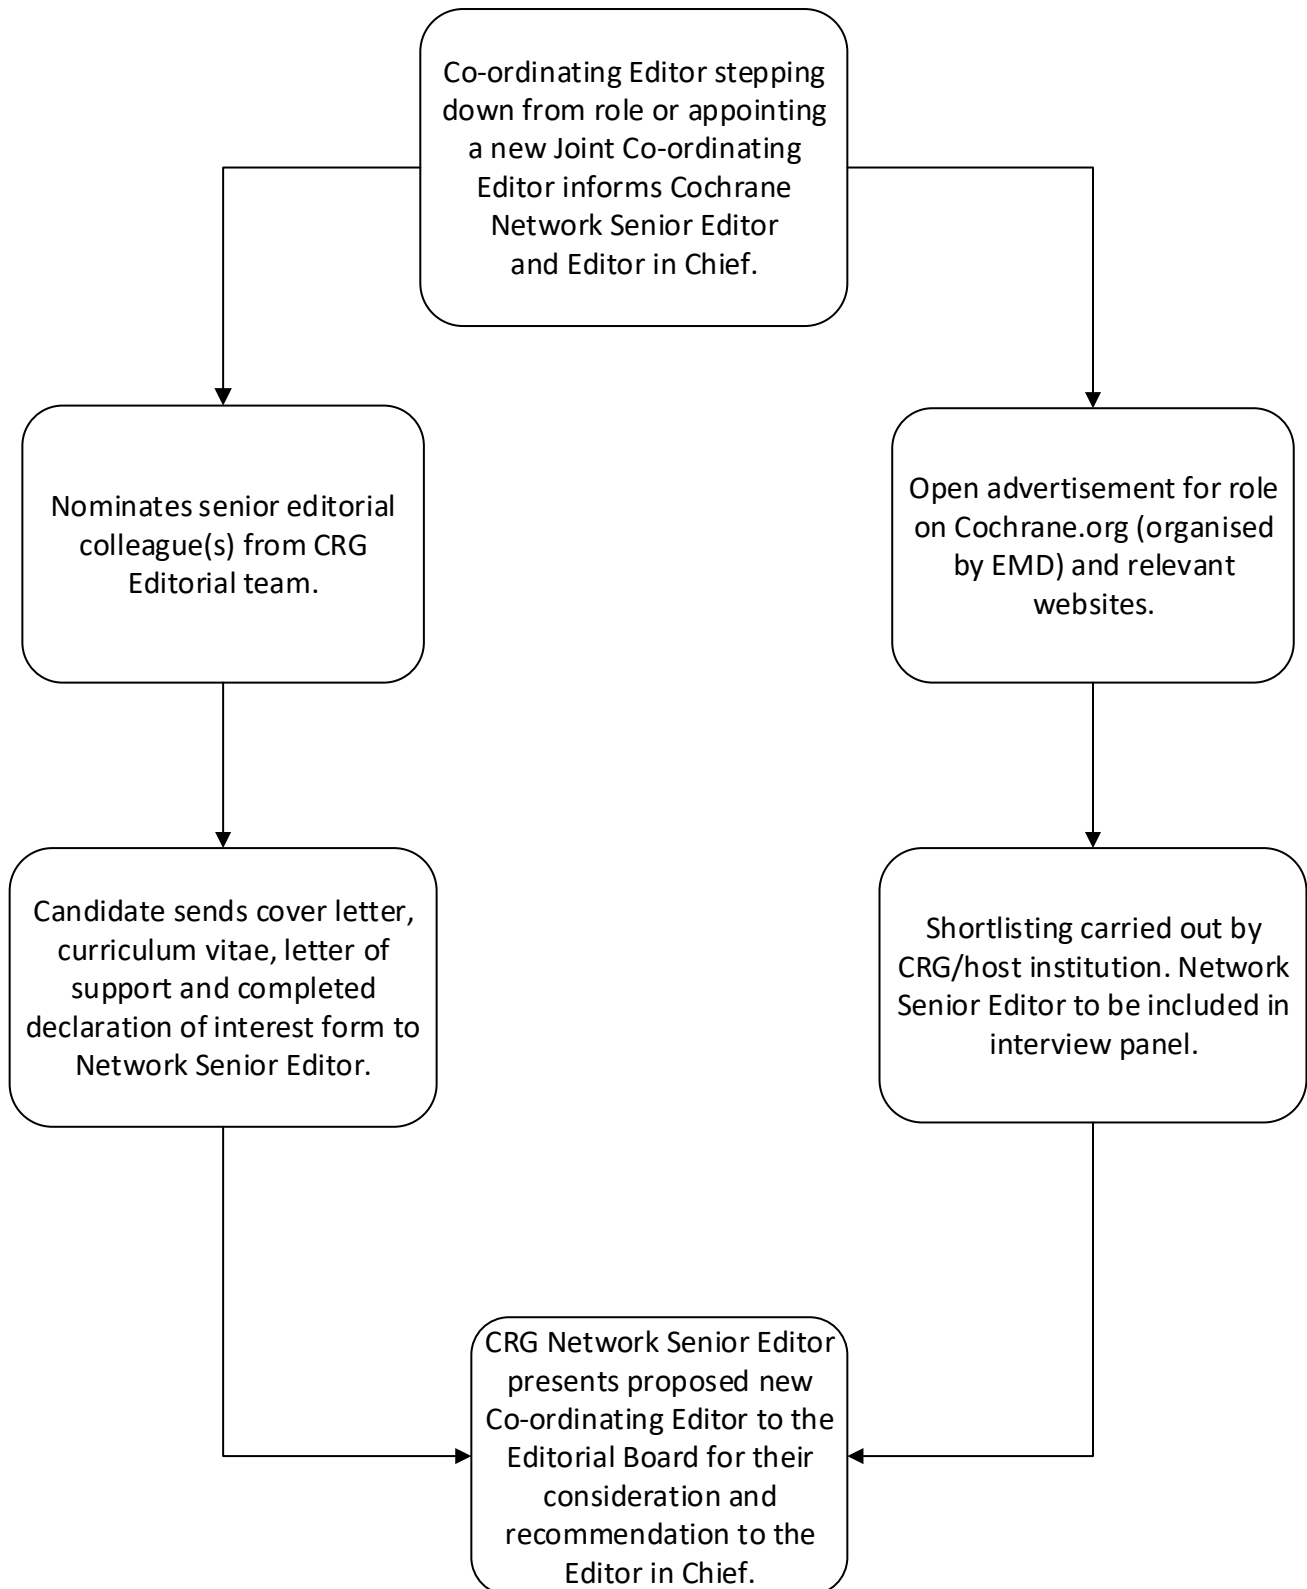 Co-ordinating Editor stepping
down from role or appointing
a new Joint Co-ordinating
Editor informs Cochrane
Network Senior Editor
and Editor in Chief.
Nominates senior editorial
colleague(s) from CRG
Editorial team.
Open advertisement for role
on Cochrane.org (organised
by EMD) and relevant
websites.
Candidate sends cover letter,
curriculum vitae, letter of
support and completed
declaration of interest form to
Network Senior Editor.
Shortlisting carried out by
CRG/host institution. Network
Senior Editor to be included in
interview panel.
CRG Network Senior Editor
presents proposed new
Co-ordinating Editor to the
Editorial Board for their
consideration and
recommendation to the
Editor in Chief.